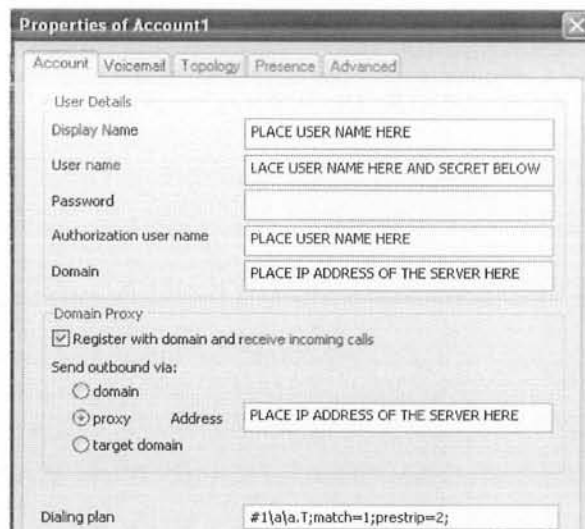 Properties of Account1
Account Voicemail Topology Presence Advanced
User Details
Display Name PLACE USER NAME HERE
User name LACE USER NAME HERE AND SECRET BELOW
Password
Authorization user name PLACE USER NAME HERE
Domain PLACE IP ADDRESS OF THE SERVER HERE
Domain Proxy
Register with domain and receive incoming calls
Send outbound via:
domain
proxy Address PLACE IP ADDRESS OF THE SERVER HERE
target domain
Dialing plan #1\a\a.T;match=1;prestrip=2;